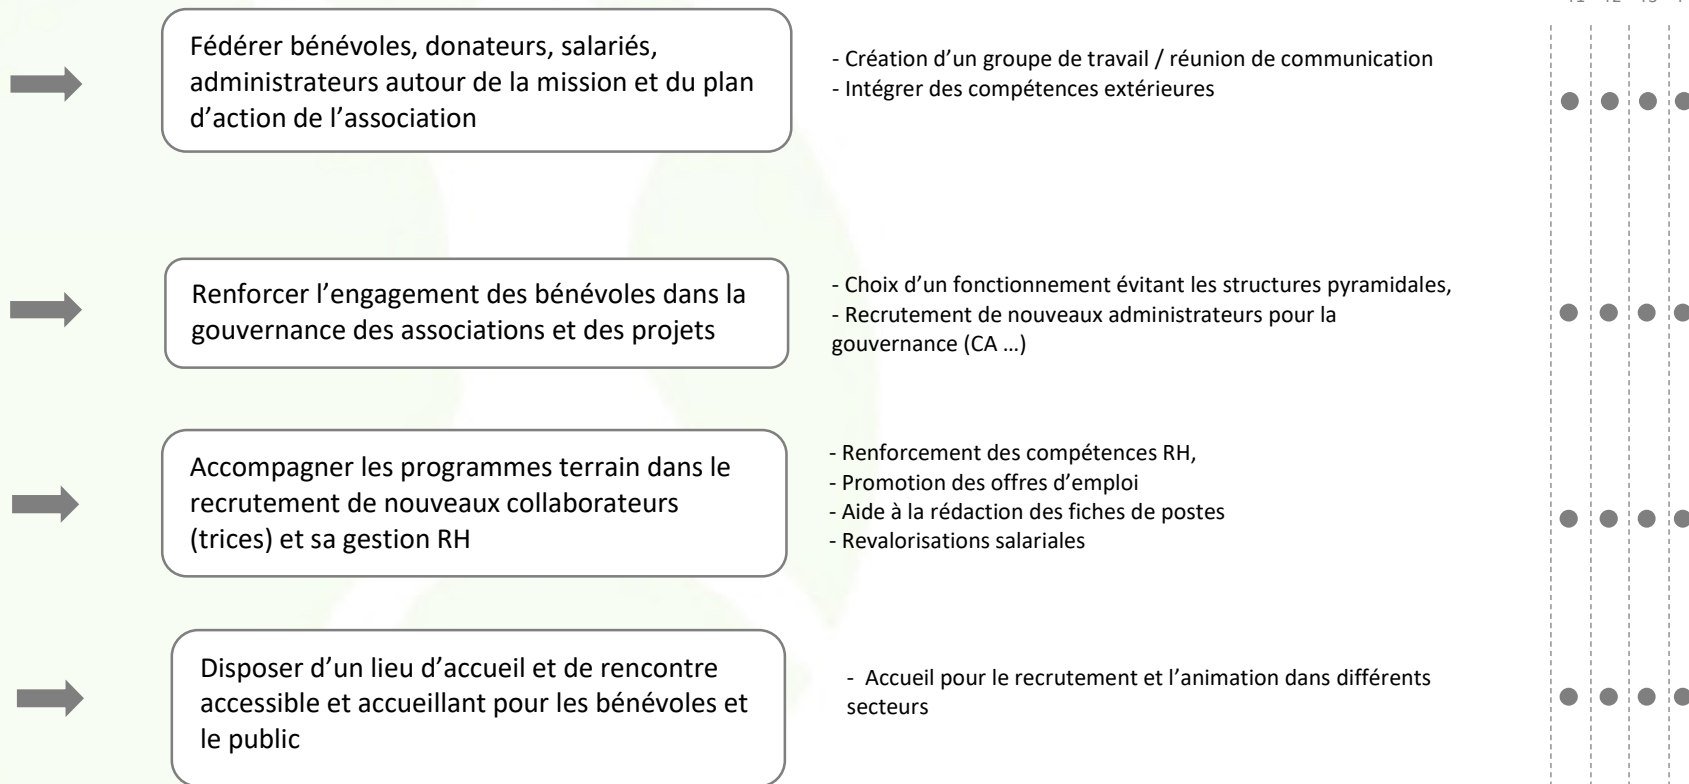 Fédérer bénévoles, donateurs, salariés,
administrateurs autour de la mission et du plan
d’action de l’association
- Création d’un groupe de travail / réunion de communication
- Intégrer des compétences extérieures
Renforcer l’engagement des bénévoles dans la
gouvernance des associations et des projets
- Choix d’un fonctionnement évitant les structures pyramidales,
- Recrutement de nouveaux administrateurs pour la
gouvernance (CA …)
Accompagner les programmes terrain dans le
recrutement de nouveaux collaborateurs
(trices) et sa gestion RH
- Renforcement des compétences RH,
- Promotion des offres d’emploi
- Aide à la rédaction des fiches de postes
- Revalorisations salariales
Disposer d’un lieu d’accueil et de rencontre
accessible et accueillant pour les bénévoles et
le public
- Accueil pour le recrutement et l’animation dans différents
secteurs